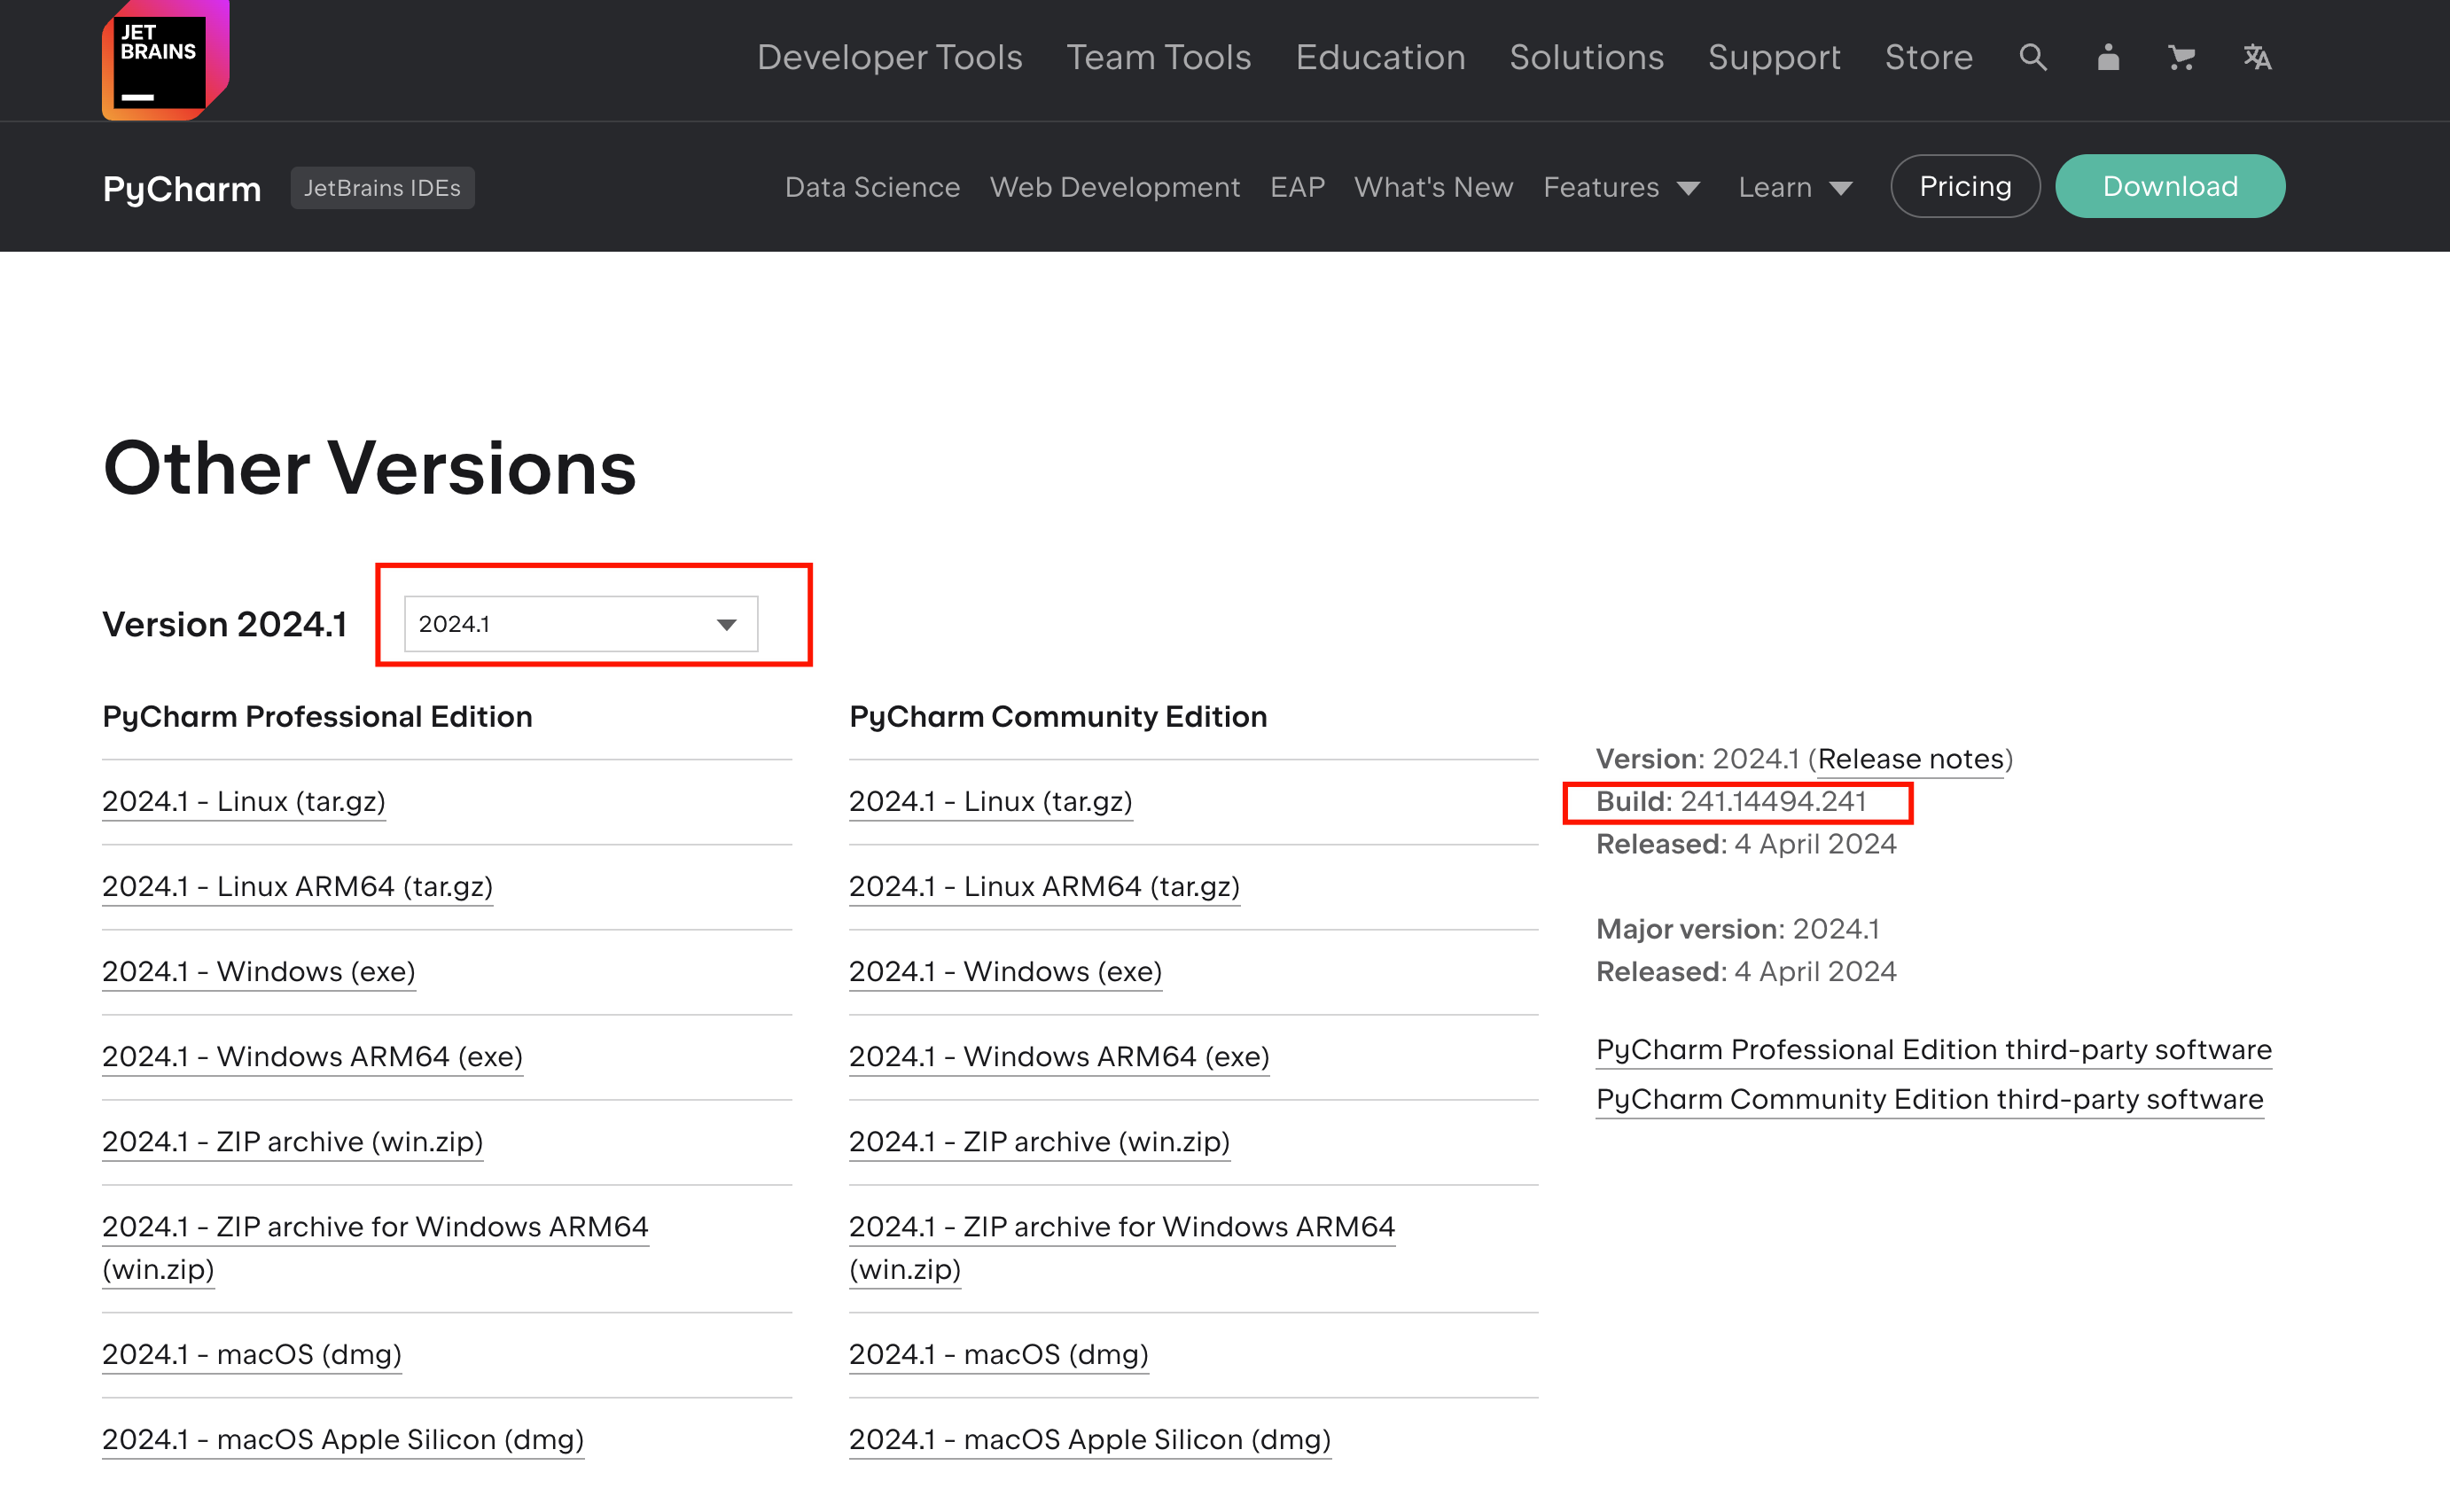 JET
BRAINS
Developer Tools Team Tools Education Solutions Support Store
PyCharm JetBrains IDEs Data Science Web Development EAP What's New Features Learn Pricing Download
Other Versions
Version 2024.1 2024.1
PyCharm Professional Edition
2024.1 - Linux (tar.gz)
2024.1 - Linux ARM64 (tar.gz)
2024.1 - Windows (exe)
2024.1 - Windows ARM64 (exe)
2024.1 - ZIP archive (win.zip)
2024.1 - ZIP archive for Windows ARM64
(win.zip)
2024.1 - macOS (dmg)
2024.1 - macOS Apple Silicon (dmg)
PyCharm Community Edition
2024.1 - Linux (tar.gz)
2024.1 - Linux ARM64 (tar.gz)
2024.1 - Windows (exe)
2024.1 - Windows ARM64 (exe)
2024.1 - ZIP archive (win.zip)
2024.1 - ZIP archive for Windows ARM64
(win.zip)
2024.1 - macOS (dmg)
2024.1 - macOS Apple Silicon (dmg)
Version: 2024.1 (Release notes)
Build: 241.14494.241
Released: 4 April 2024
Major version: 2024.1
Released: 4 April 2024
PyCharm Professional Edition third-party software
PyCharm Community Edition third-party software